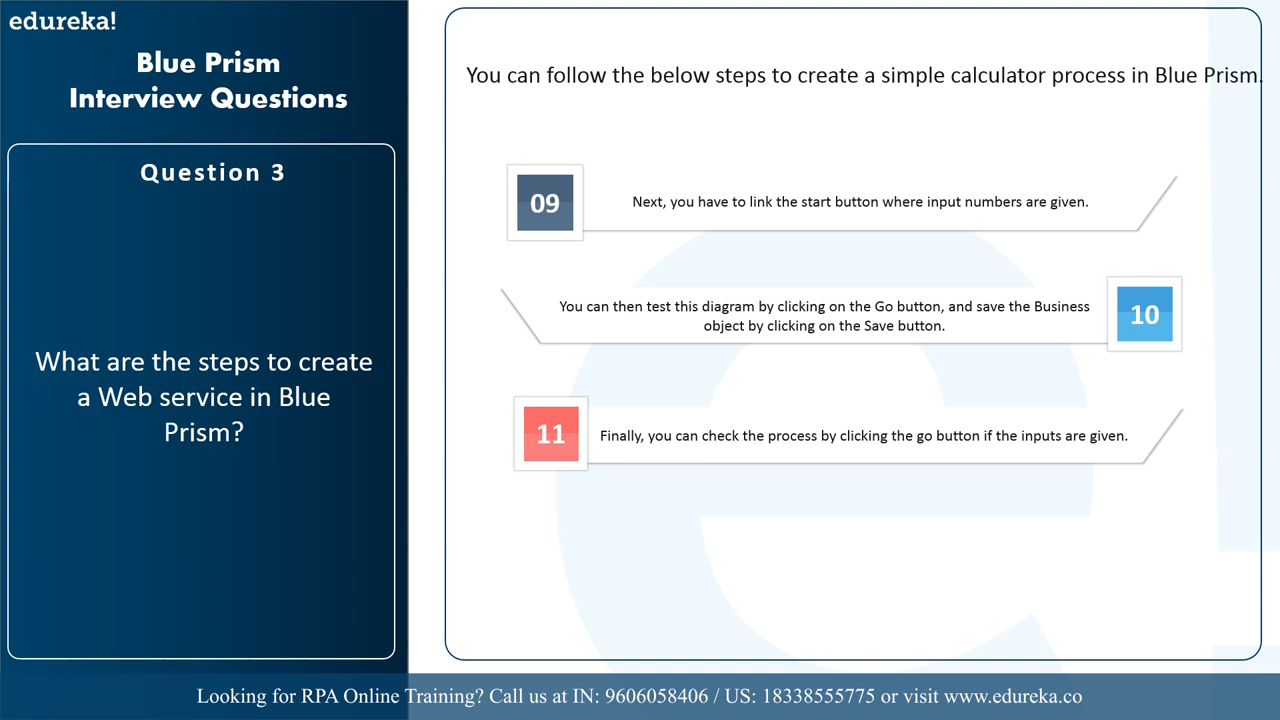 edureka!
Blue Prism
Interview Questions
Question 3
What are the steps to create
a Web service in Blue
Prism?
You can follow the below steps to create a simple calculator process in Blue Prism.
09
Next, you have to link the start button where input numbers are given.
You can then test this diagram by clicking on the Go button, and save the Business
object by clicking on the Save button.
10
11
Finally, you can check the process by clicking the go button if the inputs are given.
Looking for RPA Online Training? Call us at IN: 9606058406 / US: 18338555775 or visit www.edureka.co